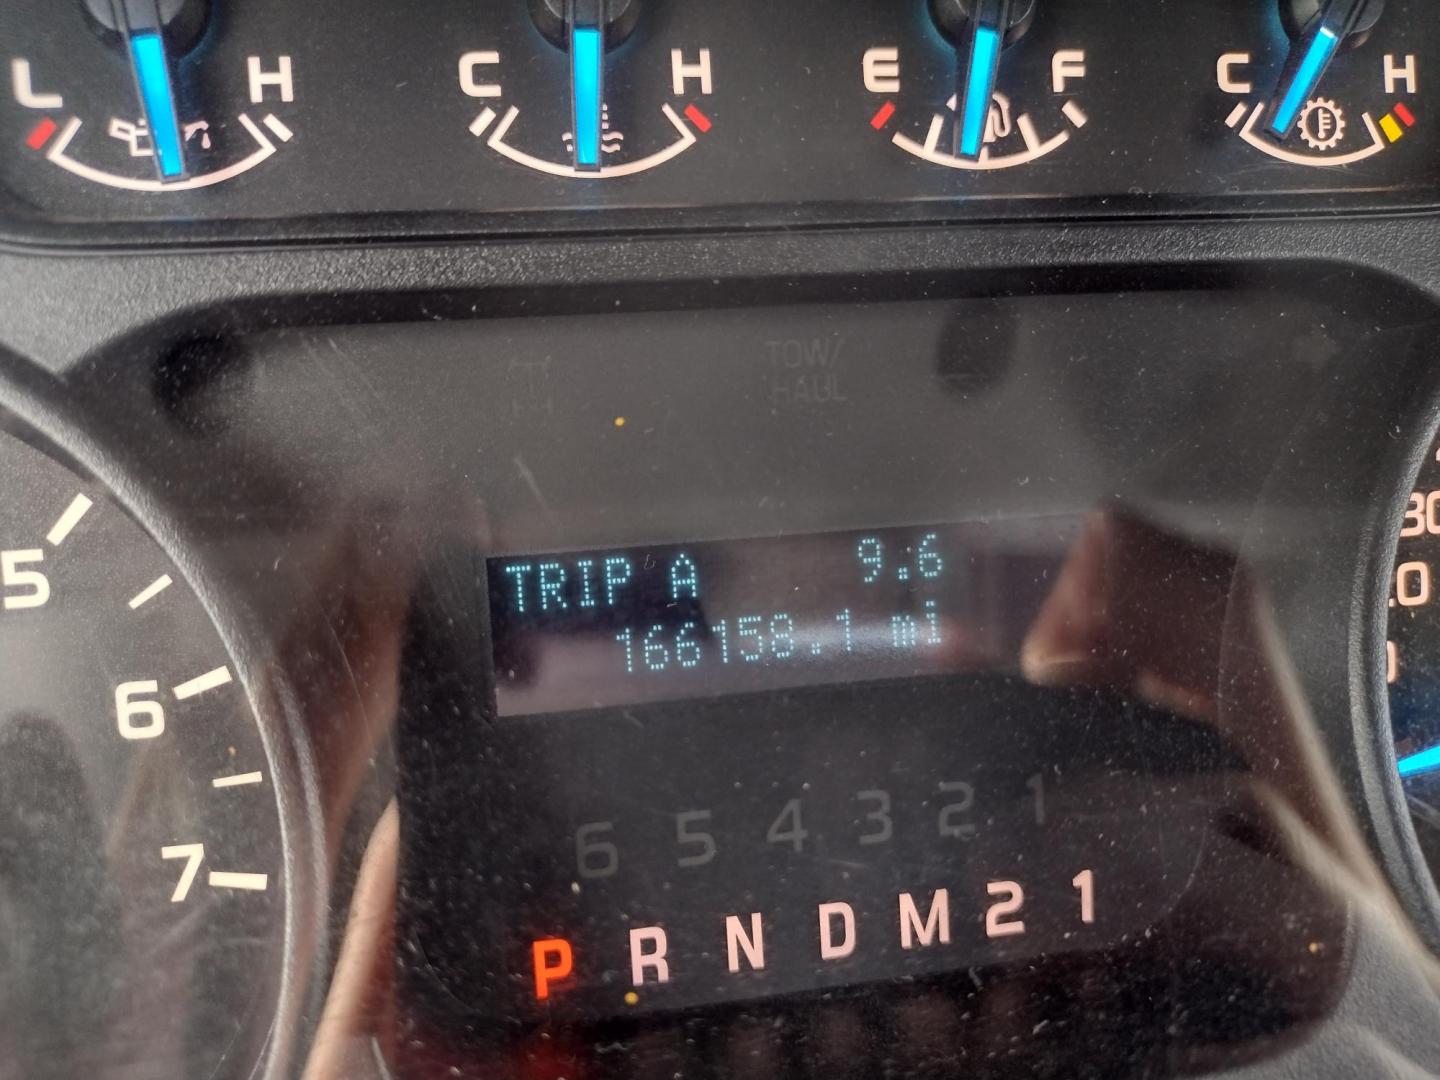 L H C H E F C H
TOW/
HAUL
TRIP A 9.6
166158.1 mi
5
6
7
6 5 4 3 2 1
P R N D M 2 1